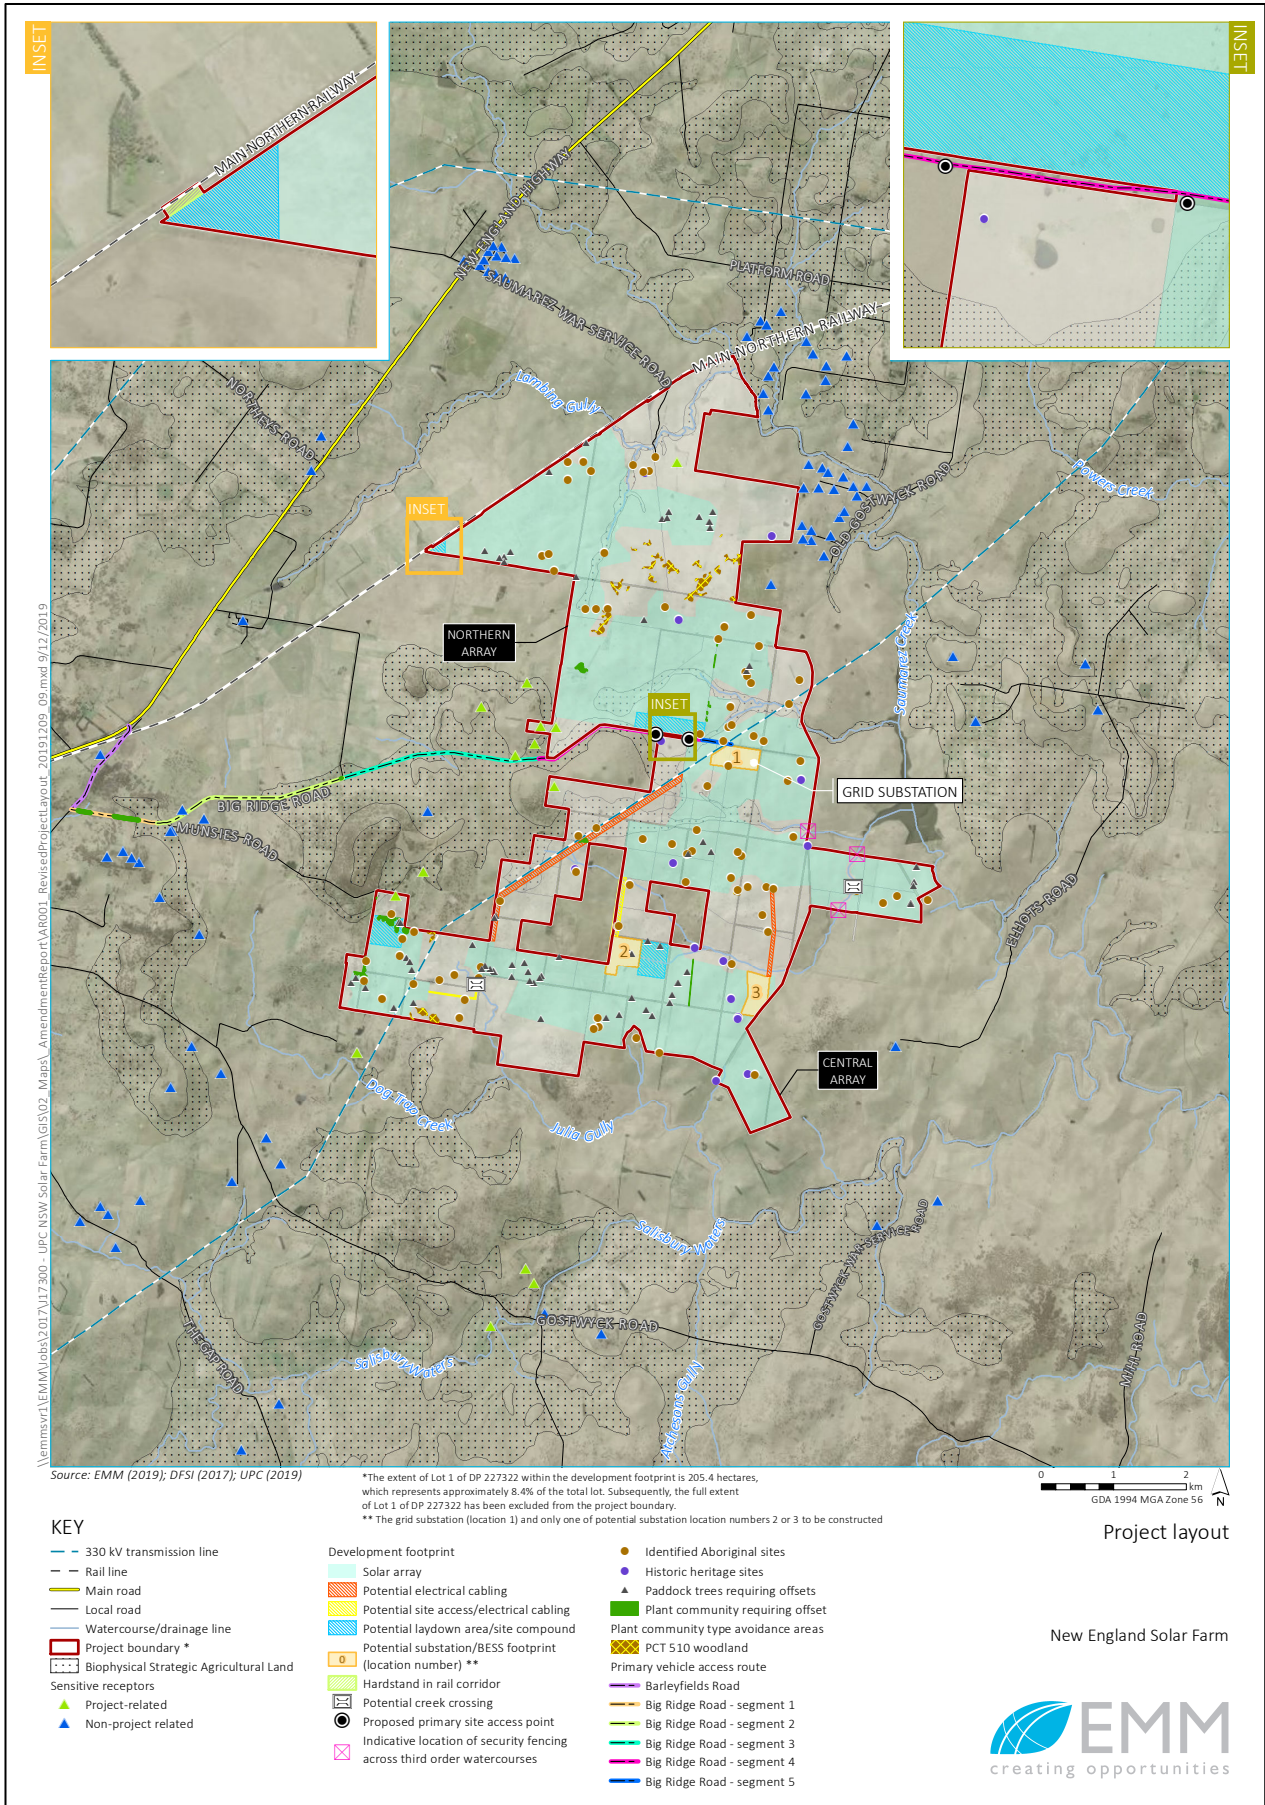 INSET
INSET
MAIN NORTHERN RAILWAY
NEW ENGLAND HIGHWAY
SAUMAREZ WAR SERVICE ROAD
PLATFORM ROAD
MAIN NORTHERN RAILWAY
NORTHEYS ROAD
Lambing Gully
Powers Creek
OLD GOSTWYCK ROAD
INSET
NORTHERN
ARRAY
Saumarez Creek
INSET
1
GRID SUBSTATION
BIG RIDGE ROAD
MUNSIES ROAD
ELLIOTS ROAD
2
3
CENTRAL
ARRAY
Dog Trap Creek
Julia Gully
Salisbury Waters
GOSTWYCK WAR SERVICE ROAD
GOSTWYCK ROAD
THE GAP ROAD
Salisbury Waters
Atchesons Gully
MIHI ROAD
\\emmsvr1\EMM\Jobs\2017\J17300 - UPC NSW Solar Farm\GIS\02_Maps\_AmendmentReport\AR001_RevisedProjectLayout_20191209_09.mxd 9/12/2019
Source: EMM (2019); DFSI (2017); UPC (2019)
*The extent of Lot 1 of DP 227322 within the development footprint is 205.4 hectares,
which represents approximately 8.4% of the total lot. Subsequently, the full extent
of Lot 1 of DP 227322 has been excluded from the project boundary.
** The grid substation (location 1) and only one of potential substation location numbers 2 or 3 to be constructed
0 1 2
km
GDA 1994 MGA Zone 56
N
KEY
330 kV transmission line
Rail line
Main road
Local road
Watercourse/drainage line
Project boundary *
Biophysical Strategic Agricultural Land
Sensitive receptors
Project-related
Non-project related
Development footprint
Solar array
Potential electrical cabling
Potential site access/electrical cabling
Potential laydown area/site compound
Potential substation/BESS footprint
0 (location number) **
Hardstand in rail corridor
Potential creek crossing
Proposed primary site access point
Indicative location of security fencing
across third order watercourses
Identified Aboriginal sites
Historic heritage sites
Paddock trees requiring offsets
Plant community requiring offset
Plant community type avoidance areas
PCT 510 woodland
Primary vehicle access route
Barleyfields Road
Big Ridge Road - segment 1
Big Ridge Road - segment 2
Big Ridge Road - segment 3
Big Ridge Road - segment 4
Big Ridge Road - segment 5
Project layout
New England Solar Farm
EMM
creating opportunities